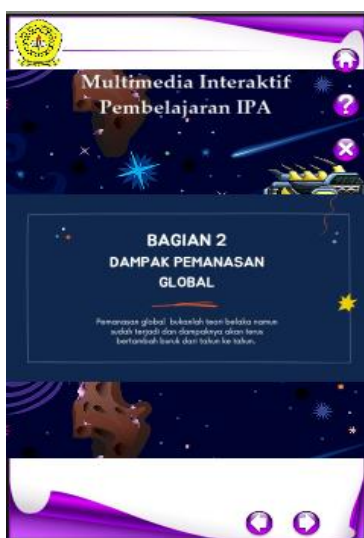 Multimedia Interaktif
Pembelajaran IPA
?
BAGIAN 2
DAMPAK PEMANASAN
GLOBAL
Pemanasan global bukanlah teori belaka namun
sudah terjadi dan dampaknya akan terus
bertambah buruk dari tahun ke tahun.